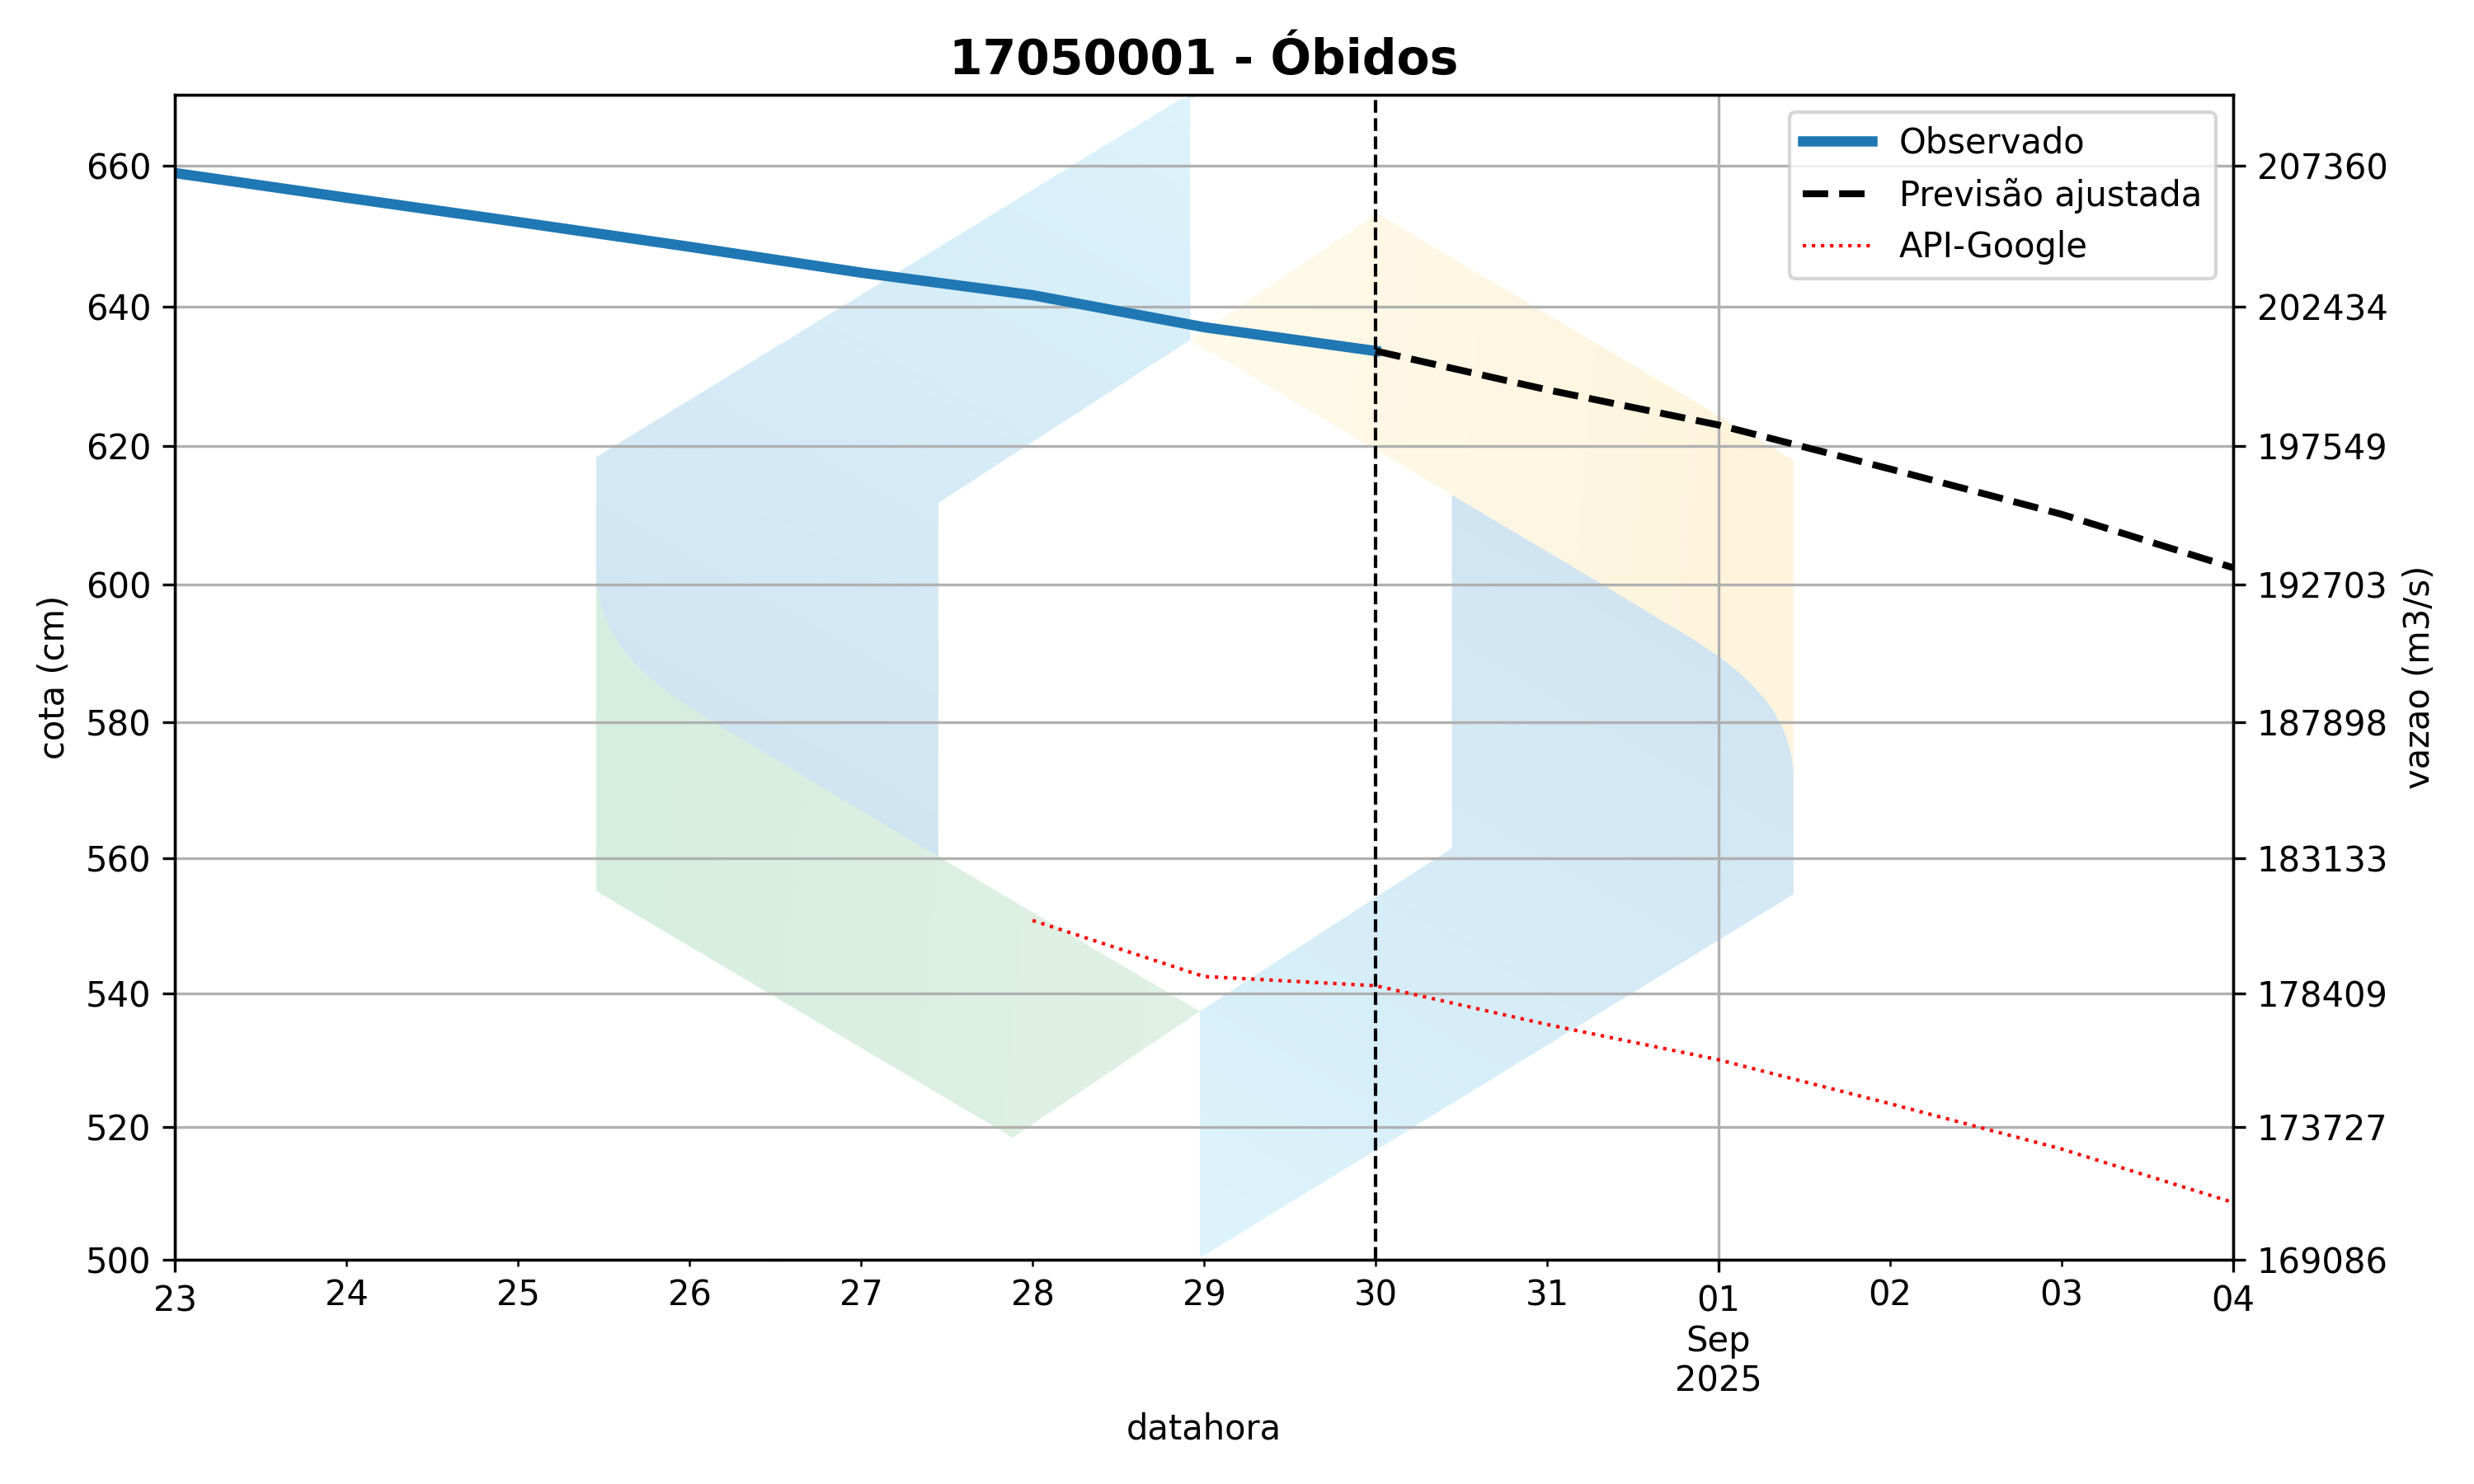 17050001 - Óbidos
Observado
Previsão ajustada
API-Google
660
640
620
600
580
560
540
520
500
cota (cm)
207360
202434
197549
192703
187898
183133
178409
173727
169086
vazao (m3/s)
23 24 25 26 27 28 29 30 31 01 02 03 04
Sep
2025
datahora